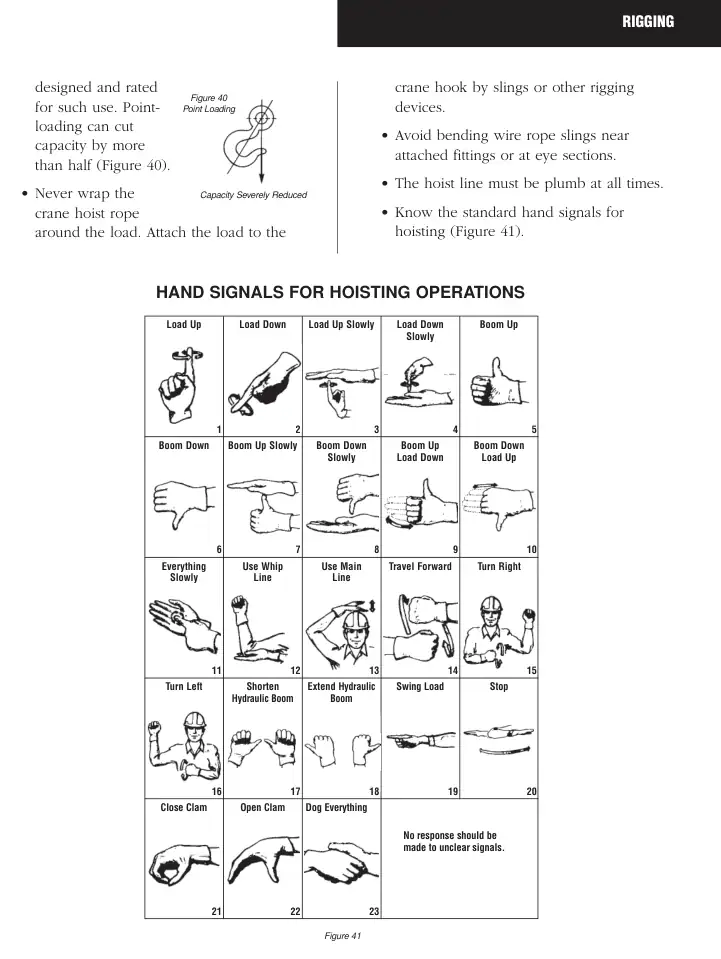 RIGGING
designed and rated
for such use. Point-
loading can cut
capacity by more
than half (Figure 40).
Figure 40
Point Loading
Capacity Severely Reduced
• Never wrap the
crane hoist rope
around the load. Attach the load to the
crane hook by slings or other rigging
devices.
• Avoid bending wire rope slings near
attached fittings or at eye sections.
• The hoist line must be plumb at all times.
• Know the standard hand signals for
hoisting (Figure 41).
HAND SIGNALS FOR HOISTING OPERATIONS
Load Up
1
Load Down
2
Load Up Slowly
3
Load Down
Slowly
4
Boom Up
5
Boom Down
6
Boom Up Slowly
7
Boom Down
Slowly
8
Boom Up
Load Down
9
Boom Down
Load Up
10
Everything
Slowly
11
Use Whip
Line
12
Use Main
Line
13
Travel Forward
14
Turn Right
15
Turn Left
16
Shorten
Hydraulic Boom
17
Extend Hydraulic
Boom
18
Swing Load
19
Stop
20
Close Clam
21
Open Clam
22
Dog Everything
23
No response should be
made to unclear signals.
Figure 41